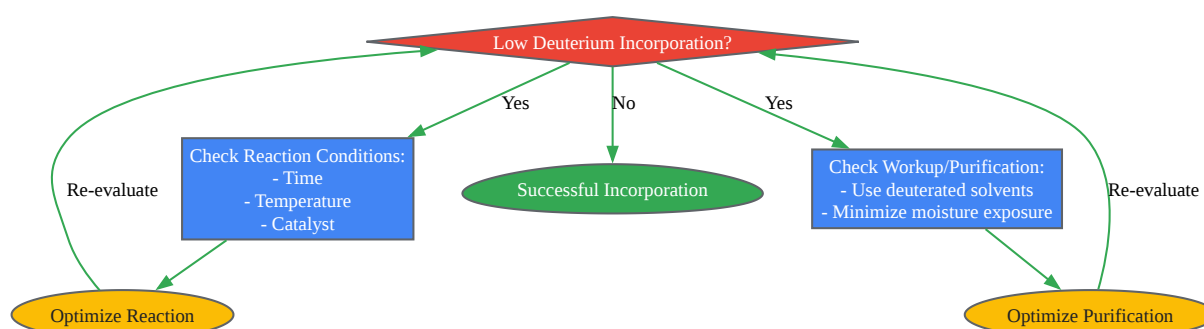 Low Deuterium Incorporation?
Yes
No
Yes
Check Reaction Conditions:
- Time
- Temperature
- Catalyst
Successful Incorporation
Check Workup/Purification:
- Use deuterated solvents
- Minimize moisture exposure
Re-evaluate
Re-evaluate
Optimize Reaction
Optimize Purification